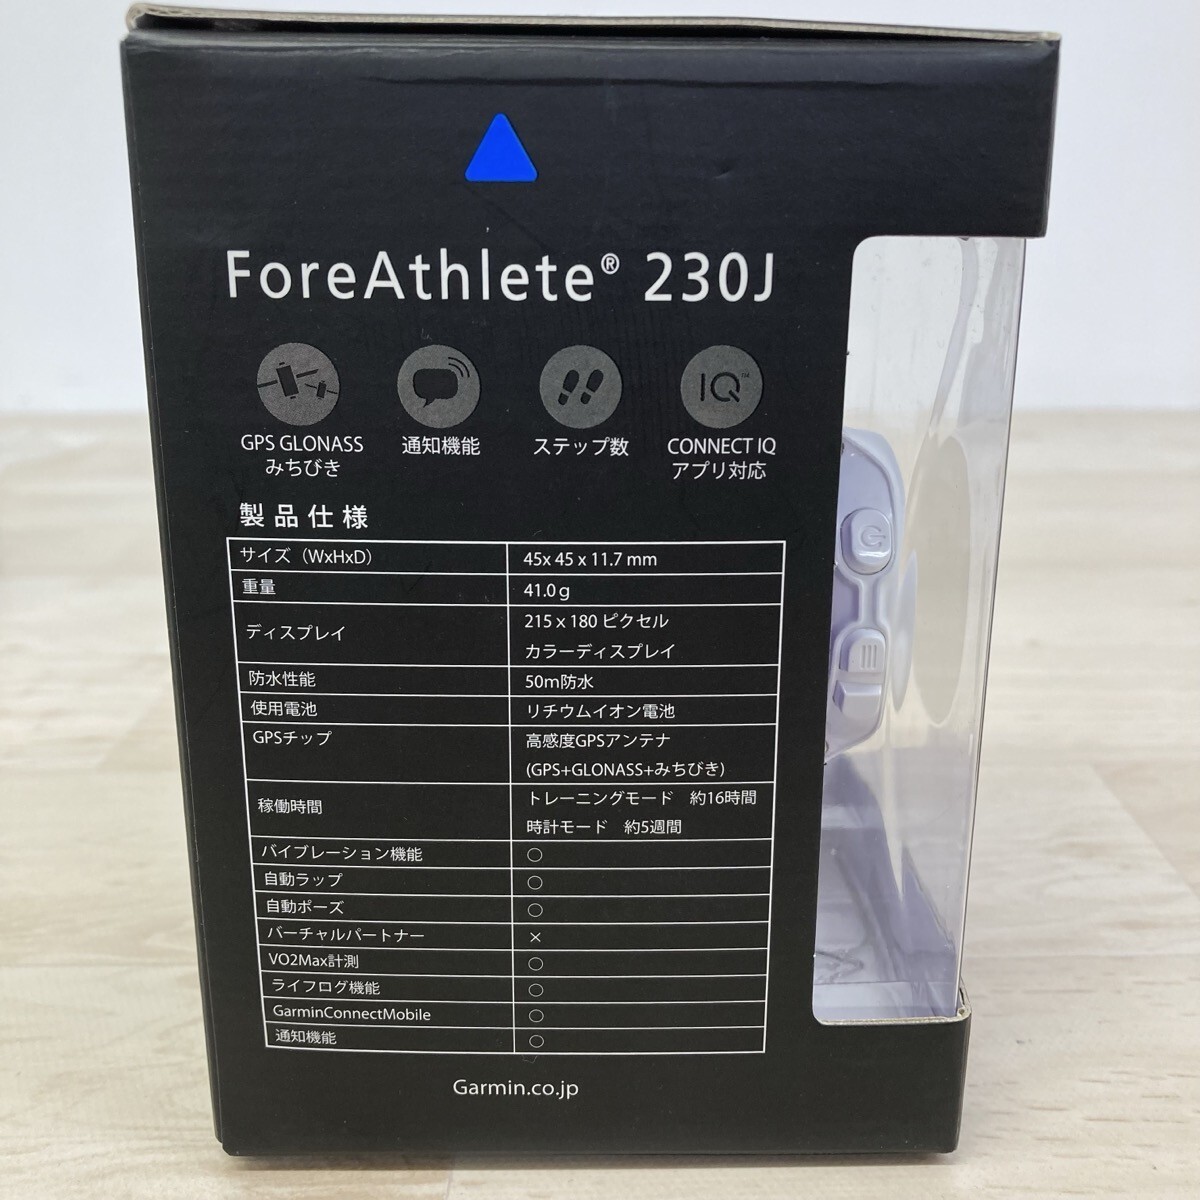 ForeAthlete® 230J
GPS GLONASS
みちびき
通知機能
ステップ数
IQ™
CONNECT IQ
アプリ対応
製品仕様
サイズ（WxHxD） 45x 45 x 11.7 mm
重量 41.0 g
ディスプレイ 215 x 180 ピクセル
カラーディスプレイ
防水性能 50m防水
使用電池 リチウムイオン電池
GPSチップ 高感度GPSアンテナ
(GPS+GLONASS+みちびき)
稼働時間 トレーニングモード 約16時間
時計モード 約5週間
バイブレーション機能 ○
自動ラップ ○
自動ポーズ ○
バーチャルパートナー ×
VO2Max計測 ○
ライフログ機能 ○
GarminConnectMobile ○
通知機能 ○
Garmin.co.jp